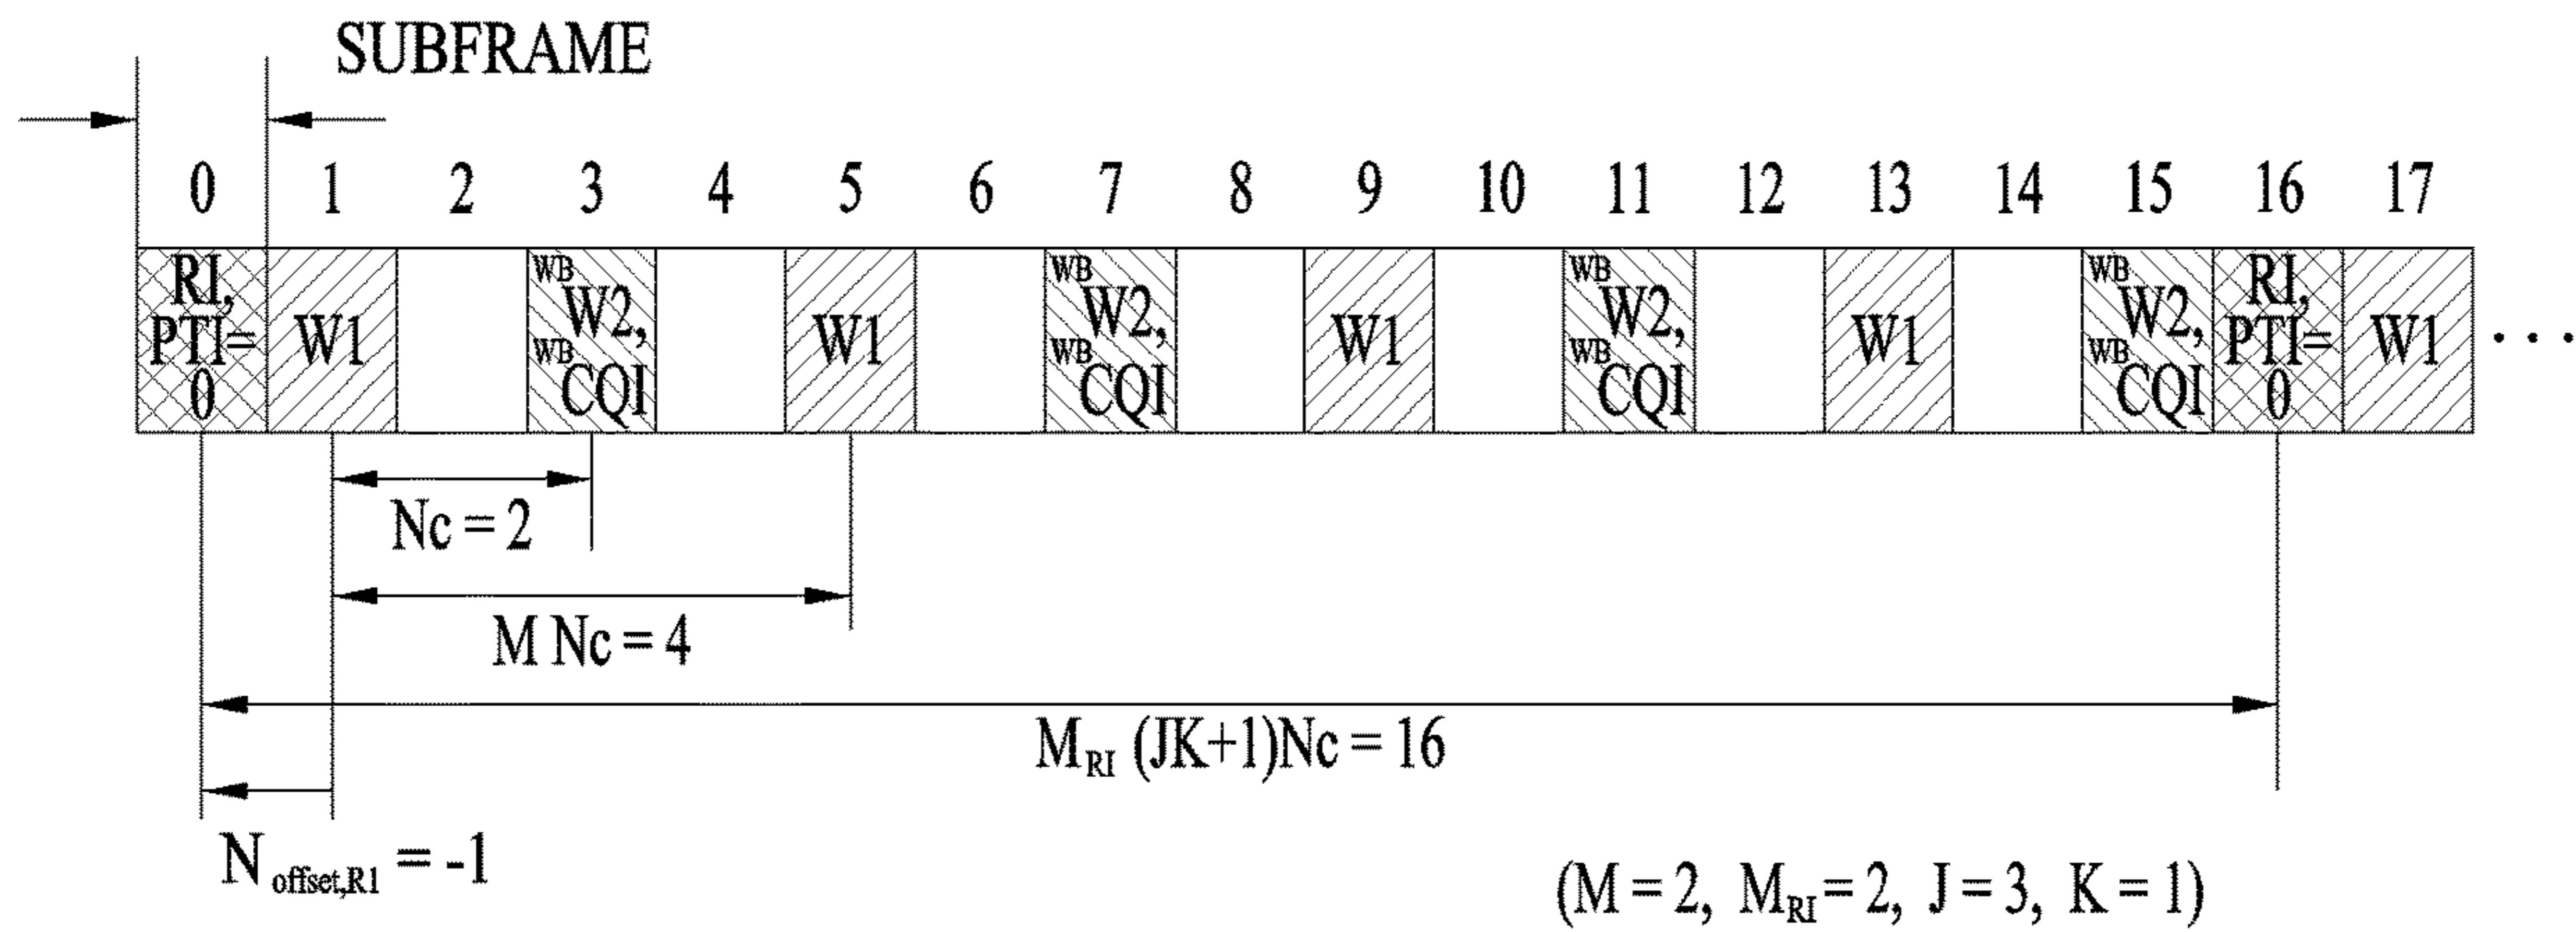 SUBFRAME
0 1 2 3 4 5 6 7 8 9 10 11 12 13 14 15 16 17
RI, PTI= 0
W1
WB W2, WB CQI
W1
WB W2, WB CQI
W1
WB W2, WB CQI
W1
WB W2, WB CQI
RI, PTI= 0
W1
...
Nc = 2
M Nc = 4
MRI (JK+1)Nc = 16
Noffset,R1 = -1
(M = 2, MRI = 2, J = 3, K = 1)